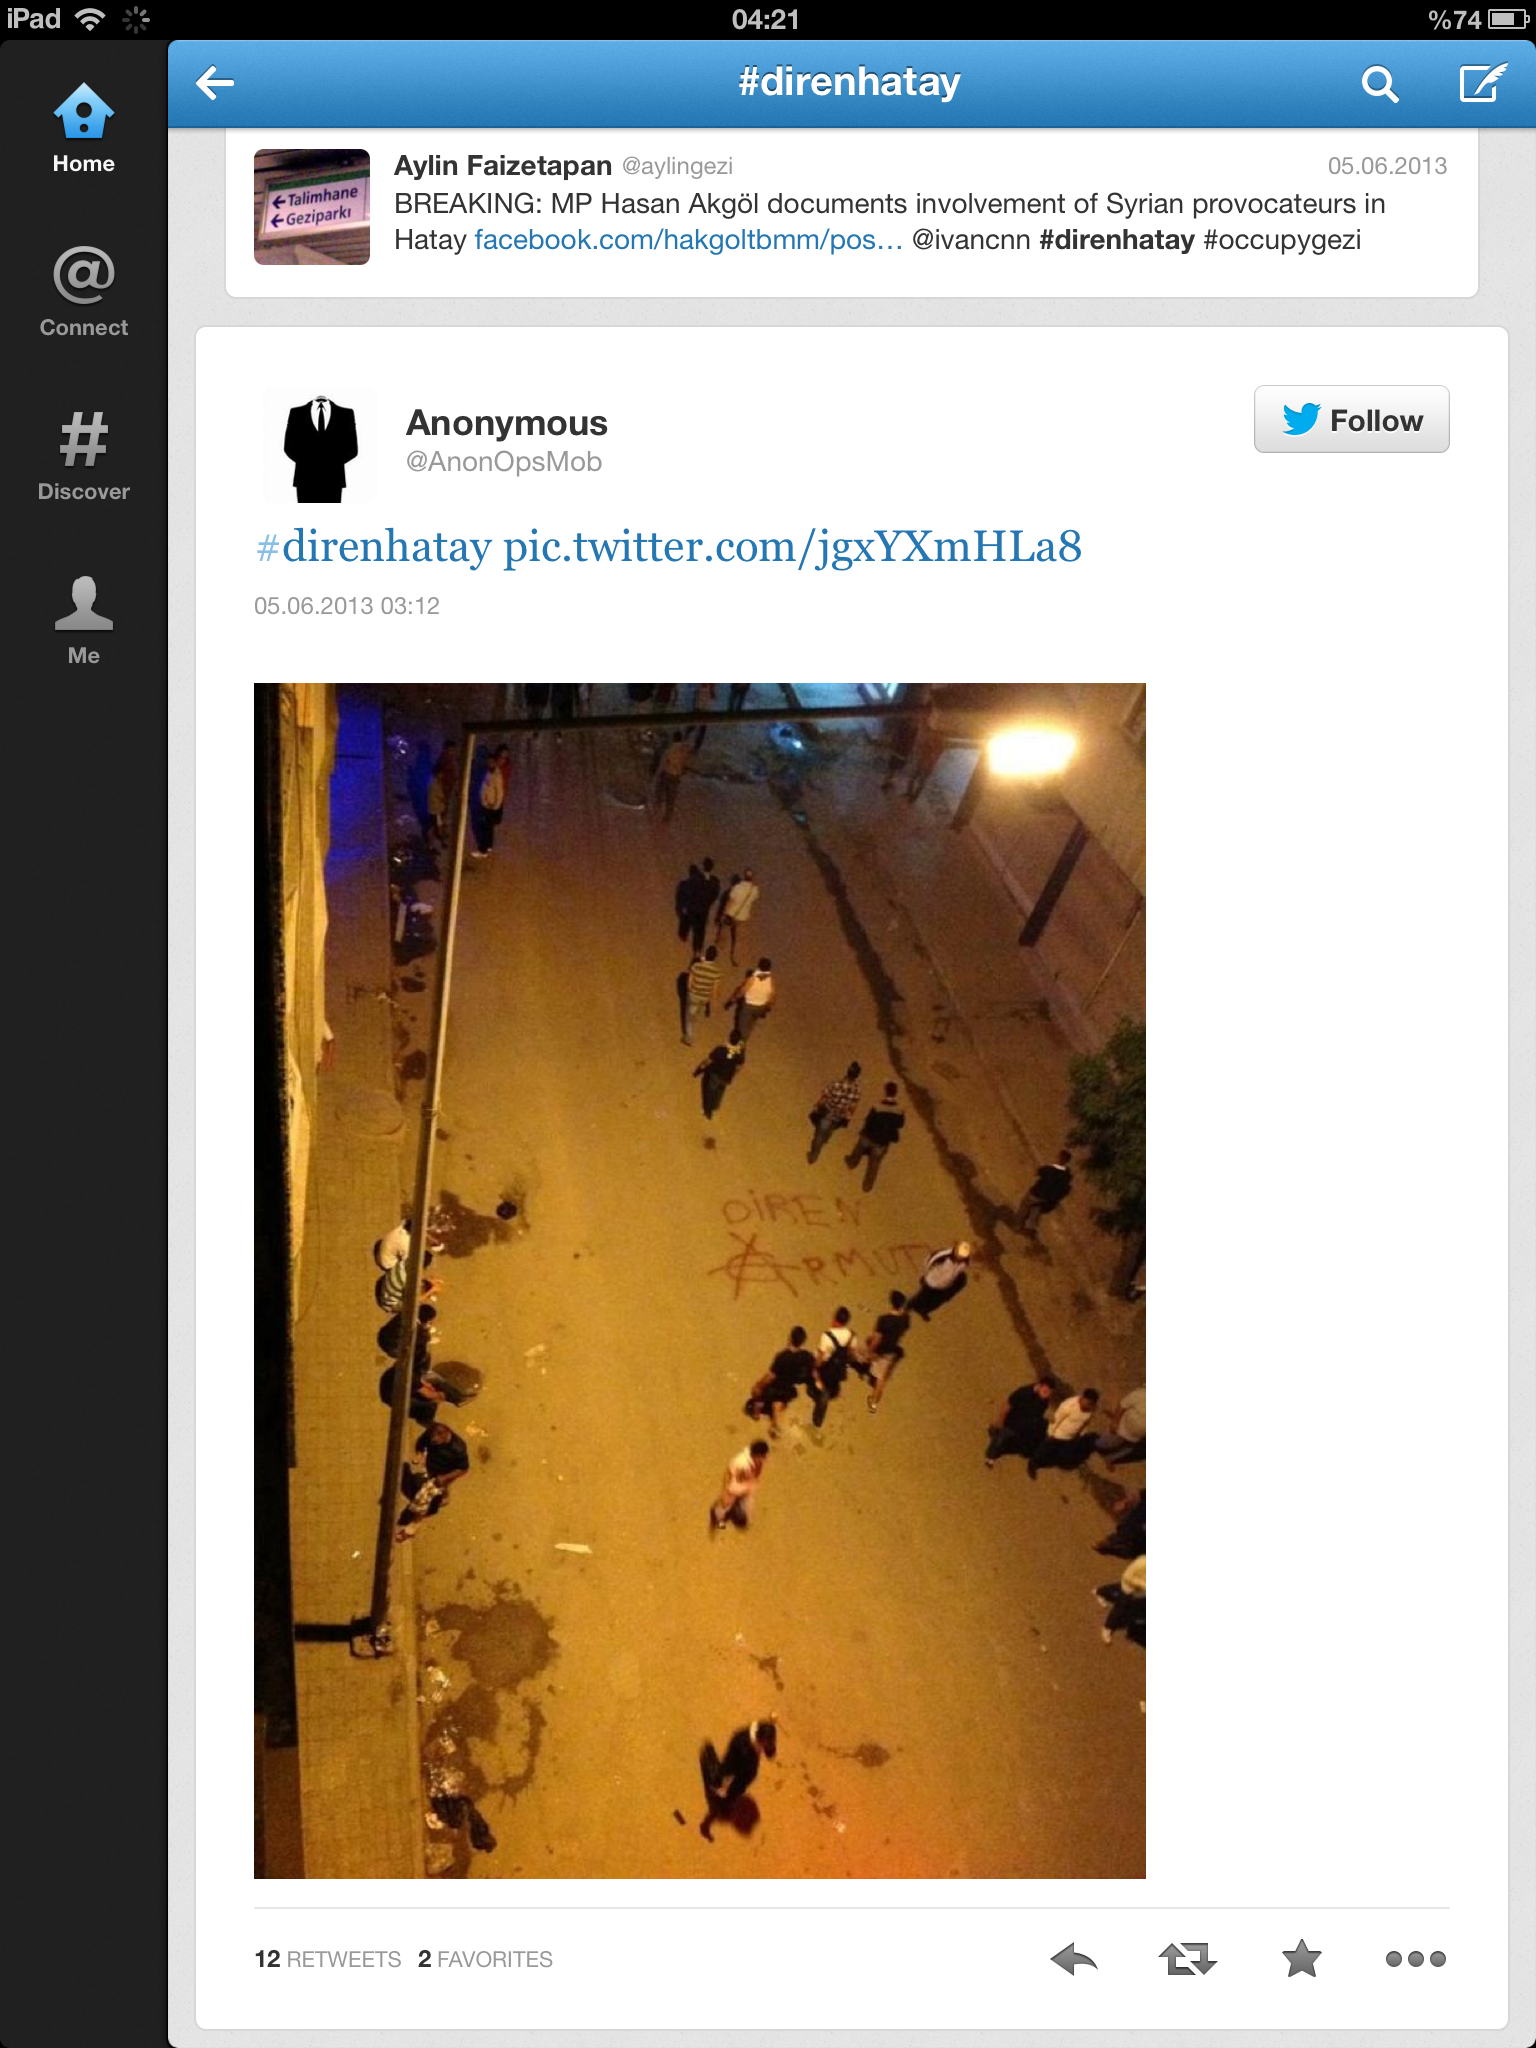 iPad 04:21 %74
#direnhatay
Home
Connect
Discover
Me
Aylin Faizetapan @aylingezi 05.06.2013
BREAKING: MP Hasan Akgöl documents involvement of Syrian provocateurs in
Hatay facebook.com/hakgoltbmm/pos... @ivancnn #direnhatay #occupygezi
←Talimhane
←Geziparkı
Anonymous
@AnonOpsMob
Follow
#direnhatay pic.twitter.com/jgxYXmHLa8
05.06.2013 03:12
DiREN
ARMUT
12 RETWEETS 2 FAVORITES